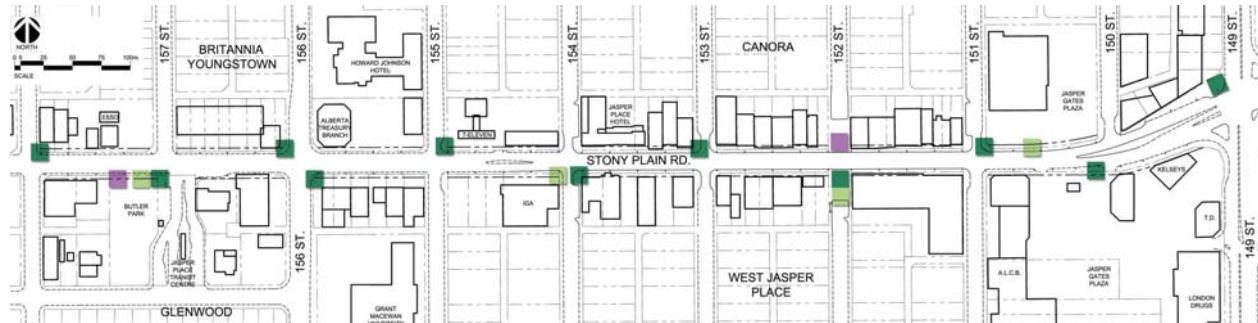 NORTH
0 5 25 50 75 100m
SCALE
157 ST.
BRITANNIA
YOUNGSTOWN
156 ST.
HOWARD JOHNSON
HOTEL
155 ST.
154 ST.
153 ST.
CANORA
152 ST.
151 ST.
150 ST.
149 ST.
ESSO
ALBERTA
TREASURY
BRANCH
7-ELEVEN
JASPER
PLACE
HOTEL
JASPER
GATES
PLAZA
STONY PLAIN RD.
KELSEYS
BUTLER
PARK
IGA
T.D.
156 ST.
149 ST.
JASPER
PLACE
TRANSIT
CENTRE
WEST JASPER
PLACE
A.L.C.B.
JASPER
GATES
PLAZA
LONDON
DRUGS
GLENWOOD
GRANT
MACEWAN